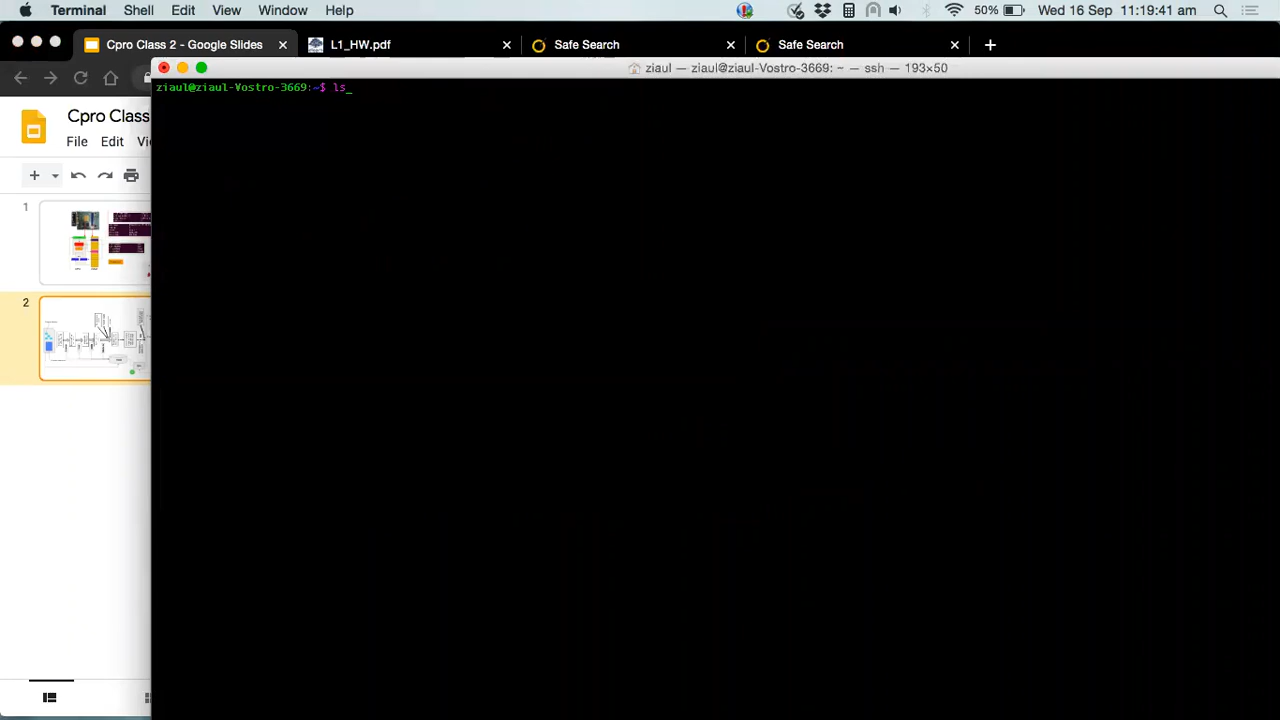 Terminal Shell Edit View Window Help 50% Wed 16 Sep 11:19:41 am
Cpro Class 2 - Google Slides L1_HW.pdf Safe Search Safe Search
ziaul — ziaul@ziaul-Vostro-3669: ~ — ssh — 193×50
ziaul@ziaul-Vostro-3669:~$ ls_
Cpro Class
File Edit Vi
1
2